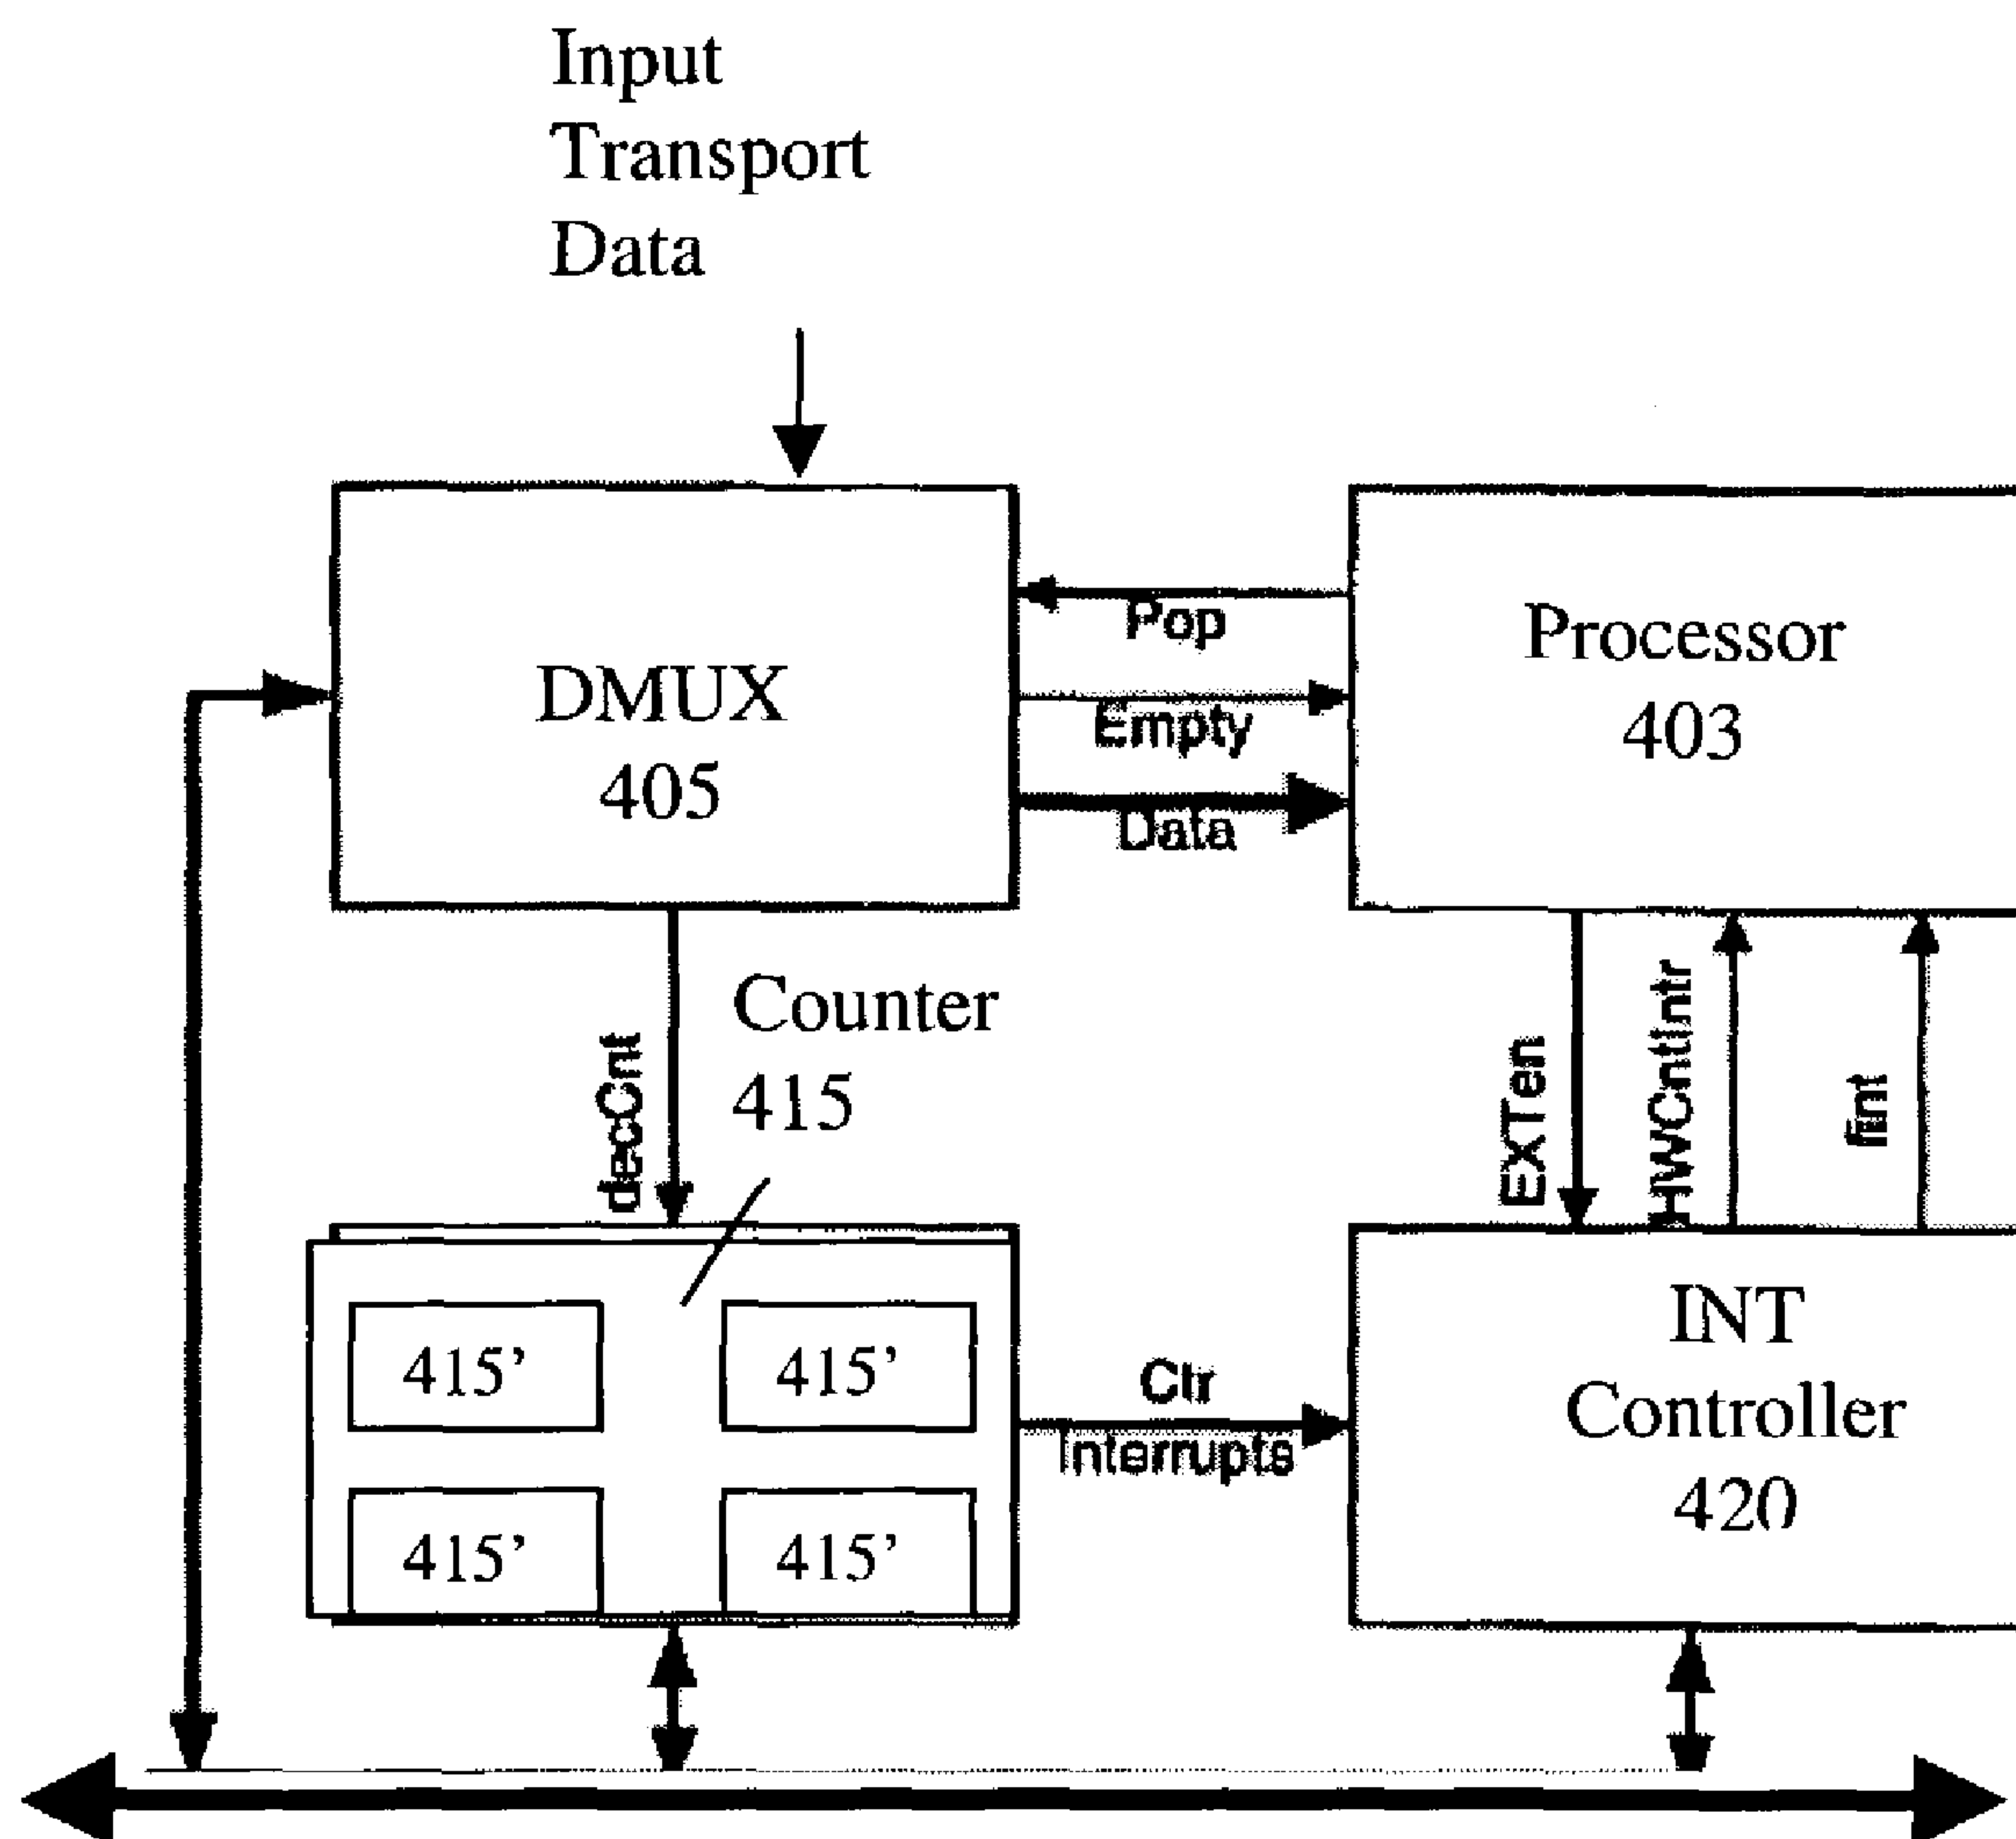 Input
Transport
Data
DMUX
405
Pop
Empty
Data
Processor
403
decCnt
Counter
415
EXTen
HWCntIntr
fint
415’
415’
415’
415’
Ctr
Interrupts
INT
Controller
420